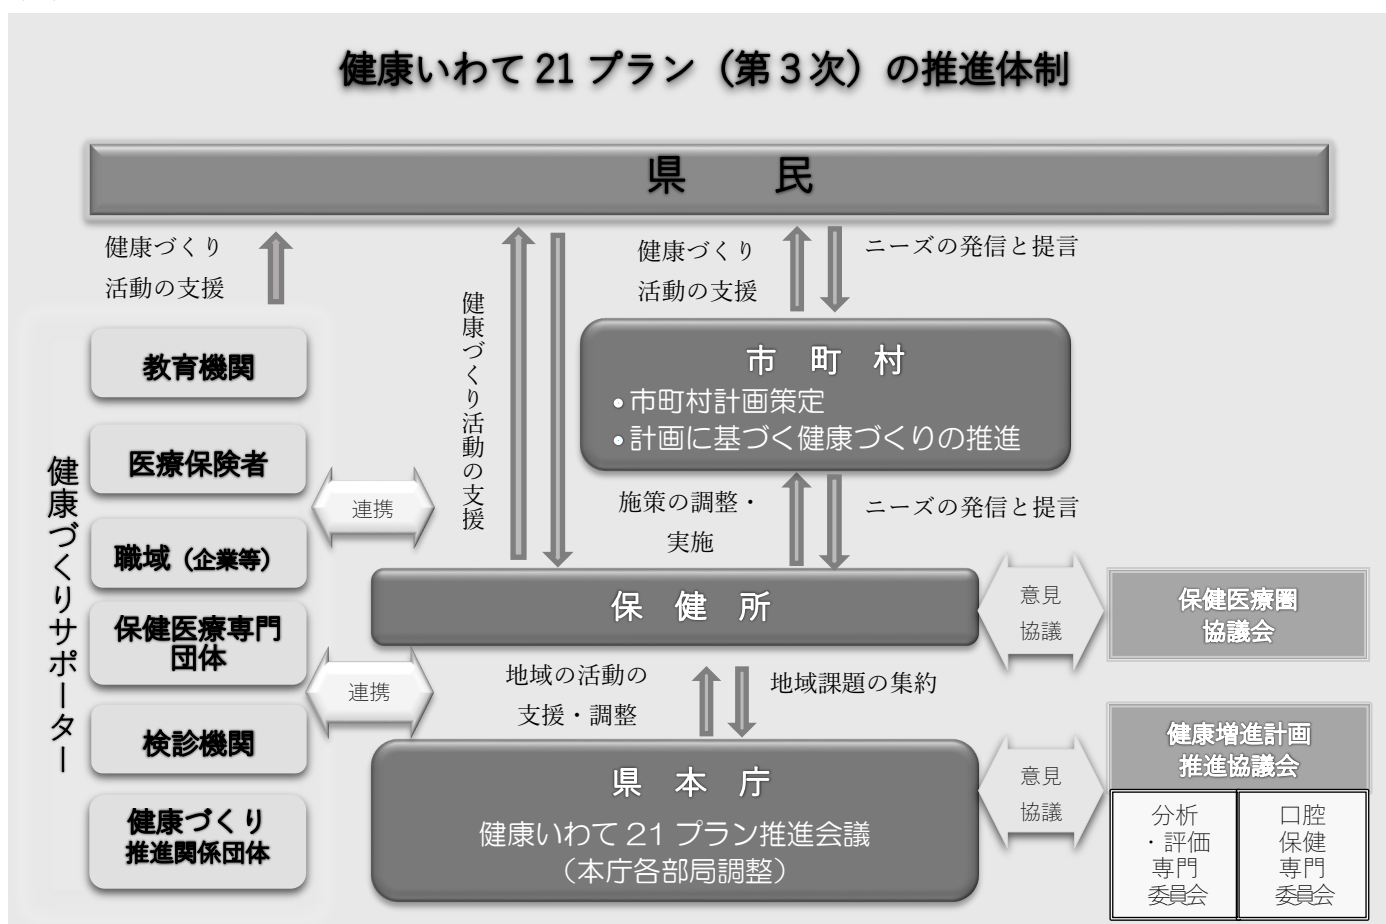 健康いわて 21 プラン（第３次）の推進体制
県　民
健康づくり
活動の支援
健康づくり活動の支援
健康づくり
活動の支援
ニーズの発信と提言
市 町 村
•市町村計画策定
•計画に基づく健康づくりの推進
健康づくりサポーター
教育機関
医療保険者
職域（企業等）
保健医療専門
団体
検診機関
健康づくり
推進関係団体
連携
連携
施策の調整・
実施
ニーズの発信と提言
保 健 所
意見
協議
保健医療圏
協議会
地域の活動の
支援・調整
地域課題の集約
県 本 庁
健康いわて 21 プラン推進会議
（本庁各部局調整）
意見
協議
健康増進計画
推進協議会
分析
・評価
専門
委員会
口腔
保健
専門
委員会